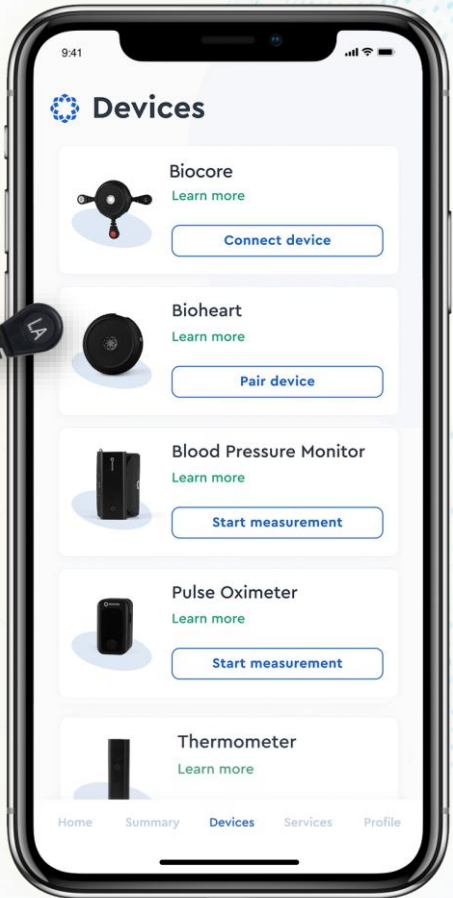 9:41
Devices
Biocore
Learn more
Connect device
Bioheart
Learn more
LA
Pair device
Blood Pressure Monitor
Learn more
Start measurement
Pulse Oximeter
Learn more
Start measurement
Thermometer
Learn more
Home Summary Devices Services Profile